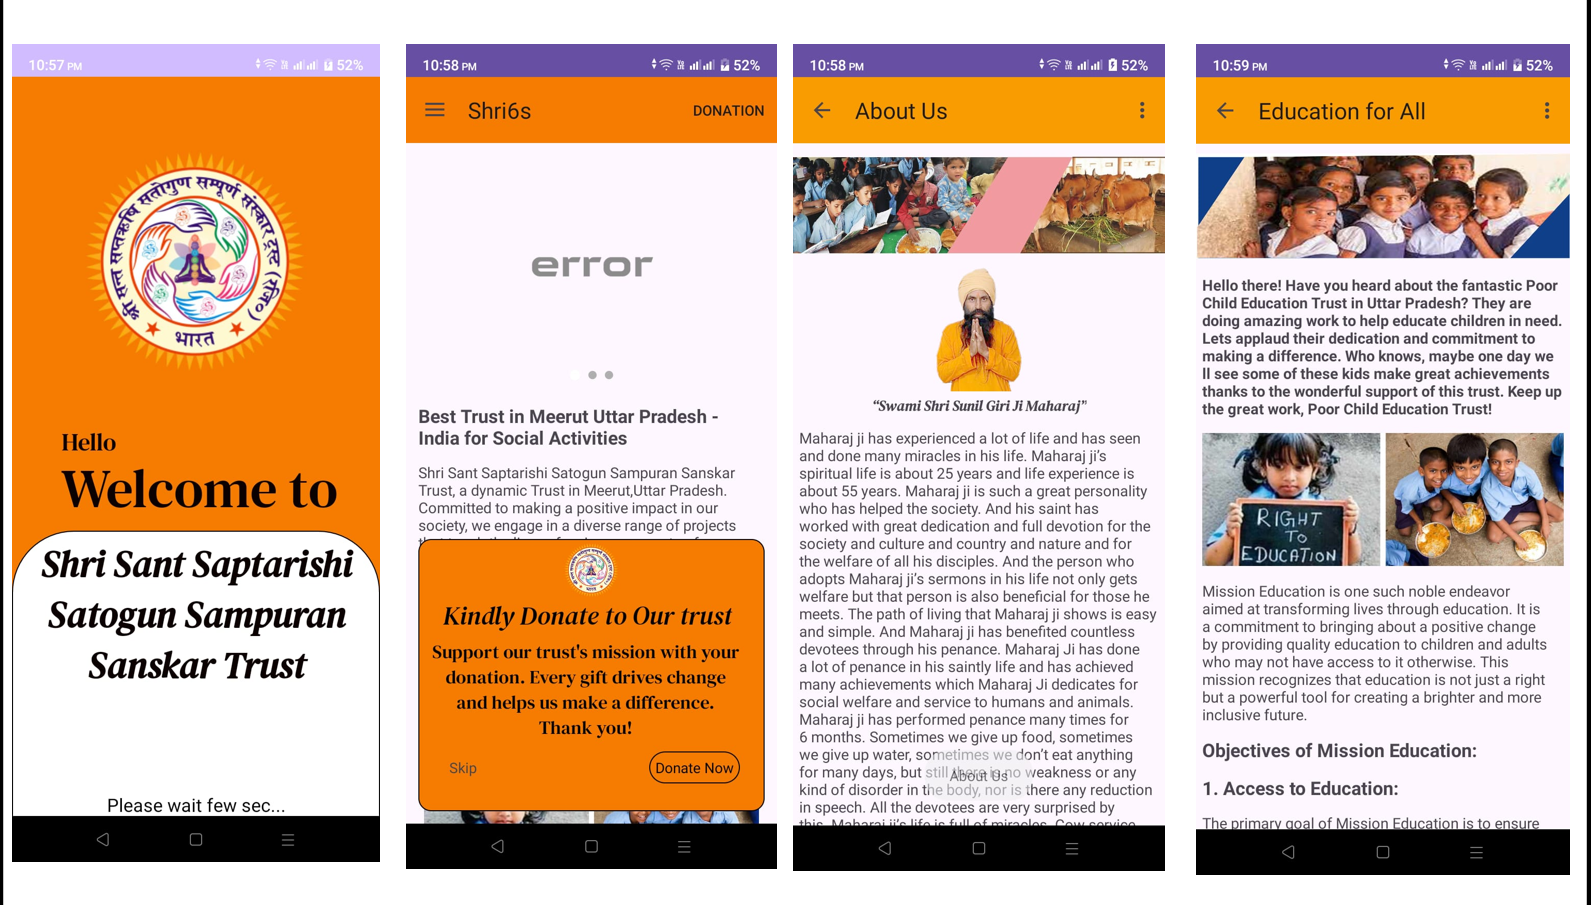 10:57 PM
52%
श्री सन्त सप्तऋषि सतोगुण सम्पूर्ण संस्कार ट्रस्ट (रजि०)
भारत
Hello
Welcome to
Shri Sant Saptarishi
Satogun Sampuran
Sanskar Trust
Please wait few sec...
10:58 PM
52%
Shri6s
DONATION
error
Best Trust in Meerut Uttar Pradesh -
India for Social Activities
Shri Sant Saptarishi Satogun Sampuran Sanskar
Trust, a dynamic Trust in Meerut,Uttar Pradesh.
Committed to making a positive impact in our
society, we engage in a diverse range of projects
भारत
Kindly Donate to Our trust
Support our trust's mission with your
donation. Every gift drives change
and helps us make a difference.
Thank you!
Skip
Donate Now
10:58 PM
52%
About Us
“Swami Shri Sunil Giri Ji Maharaj”
Maharaj ji has experienced a lot of life and has seen
and done many miracles in his life. Maharaj ji’s
spiritual life is about 25 years and life experience is
about 55 years. Maharaj ji is such a great personality
who has helped the society. And his saint has
worked with great dedication and full devotion for the
society and culture and country and nature and for
the welfare of all his disciples. And the person who
adopts Maharaj ji’s sermons in his life not only gets
welfare but that person is also beneficial for those he
meets. The path of living that Maharaj ji shows is easy
and simple. And Maharaj ji has benefited countless
devotees through his penance. Maharaj Ji has done
a lot of penance in his saintly life and has achieved
many achievements which Maharaj Ji dedicates for
social welfare and service to humans and animals.
Maharaj ji has performed penance many times for
6 months. Sometimes we give up food, sometimes
we give up water, sometimes we don’t eat anything
for many days, but still there is no weakness or any
About Us
kind of disorder in the body, nor is there any reduction
in speech. All the devotees are very surprised by
this. Maharaj ji’s life is full of miracles. Cow service
10:59 PM
52%
Education for All
Hello there! Have you heard about the fantastic Poor
Child Education Trust in Uttar Pradesh? They are
doing amazing work to help educate children in need.
Lets applaud their dedication and commitment to
making a difference. Who knows, maybe one day we
ll see some of these kids make great achievements
thanks to the wonderful support of this trust. Keep up
the great work, Poor Child Education Trust!
RIGHT
TO
EDUCATION
Mission Education is one such noble endeavor
aimed at transforming lives through education. It is
a commitment to bringing about a positive change
by providing quality education to children and adults
who may not have access to it otherwise. This
mission recognizes that education is not just a right
but a powerful tool for creating a brighter and more
inclusive future.
Objectives of Mission Education:
1. Access to Education:
The primary goal of Mission Education is to ensure